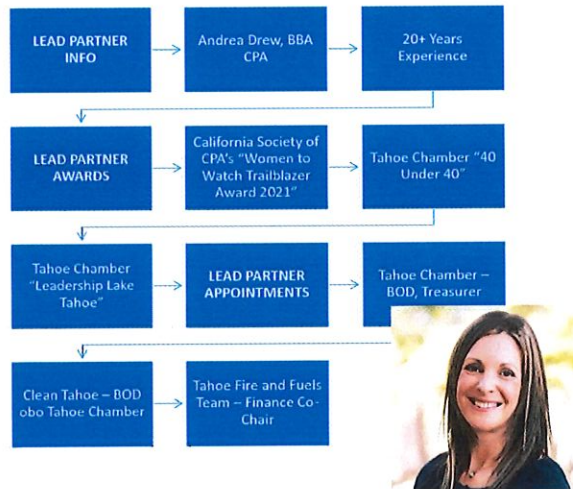 LEAD PARTNER
INFO
Andrea Drew, BBA
CPA
20+ Years
Experience
LEAD PARTNER
AWARDS
California Society of
CPA's "Women to
Watch Trailblazer
Award 2021"
Tahoe Chamber "40
Under 40"
Tahoe Chamber
"Leadership Lake
Tahoe"
LEAD PARTNER
APPOINTMENTS
Tahoe Chamber –
BOD, Treasurer
Clean Tahoe – BOD
obo Tahoe Chamber
Tahoe Fire and Fuels
Team – Finance Co-
Chair